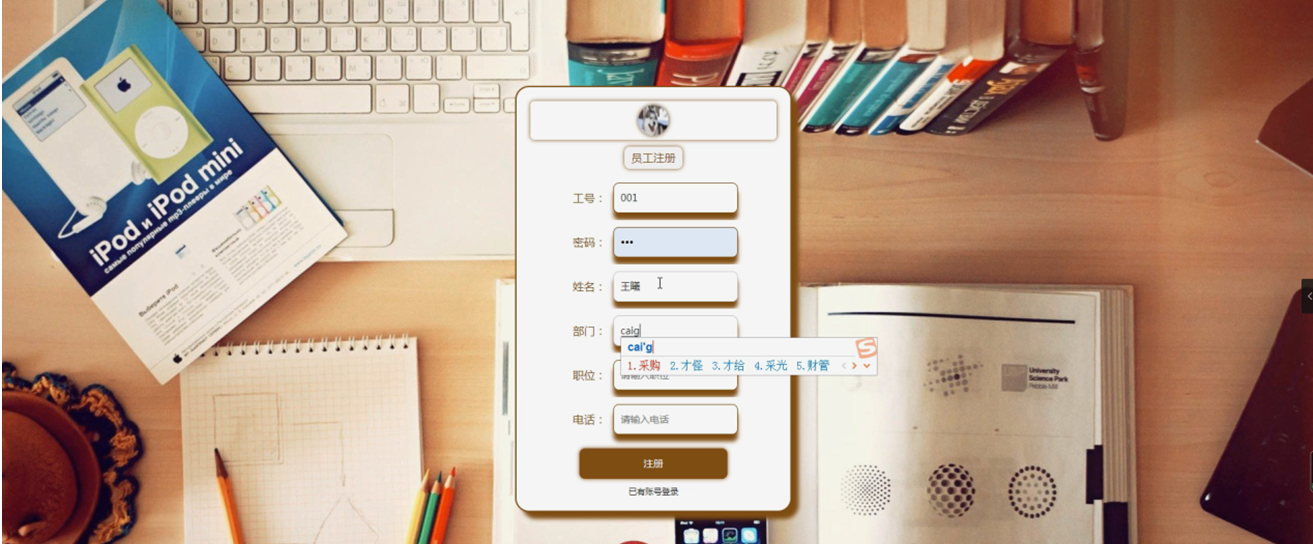 iPod и iPod mini
самые популярные mp3-плееры в мире
Выберите iPod
员工注册
工号：
001
密码：
•••
姓名：
王曦
部门：
caig
cai'g
1.采购 2.才怪 3.才给 4.采光 5.财管
职位：
请输入职位
电话：
请输入电话
注册
已有账号登录
University
Science Park